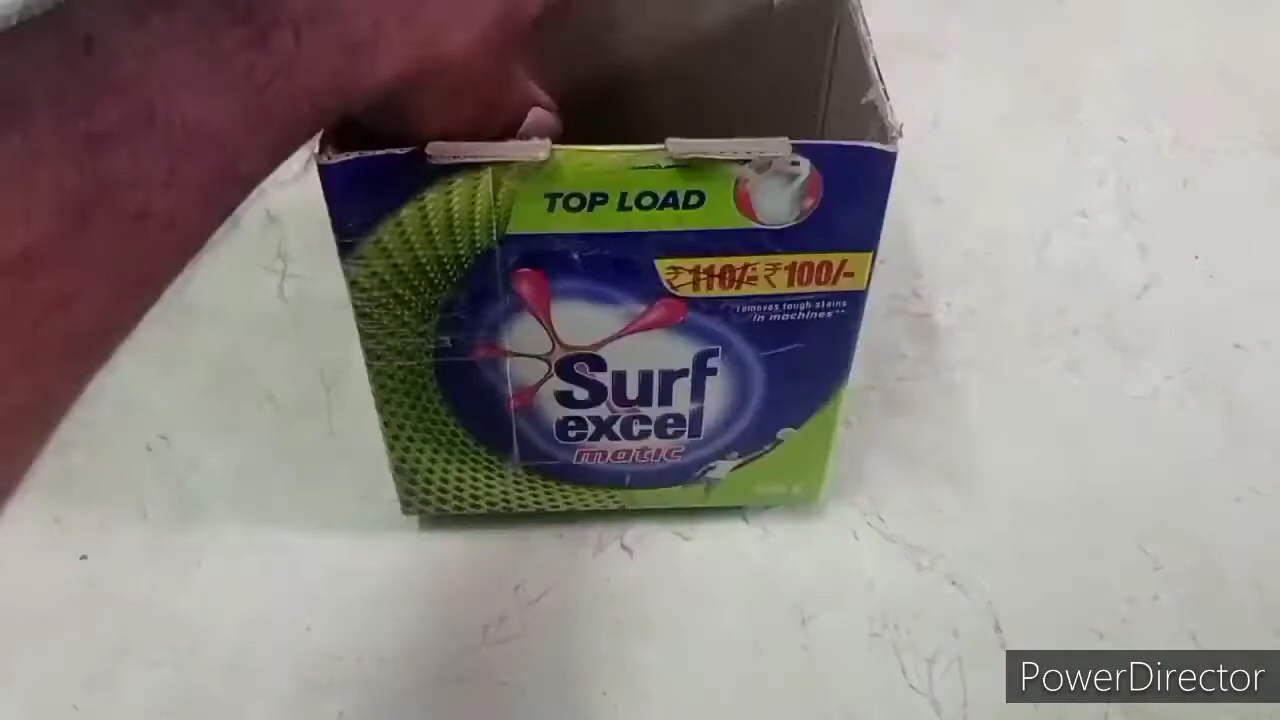 TOP LOAD
₹110/- ₹100/-
removes tough stains
in machines**
Surf
excel
matic
PowerDirector